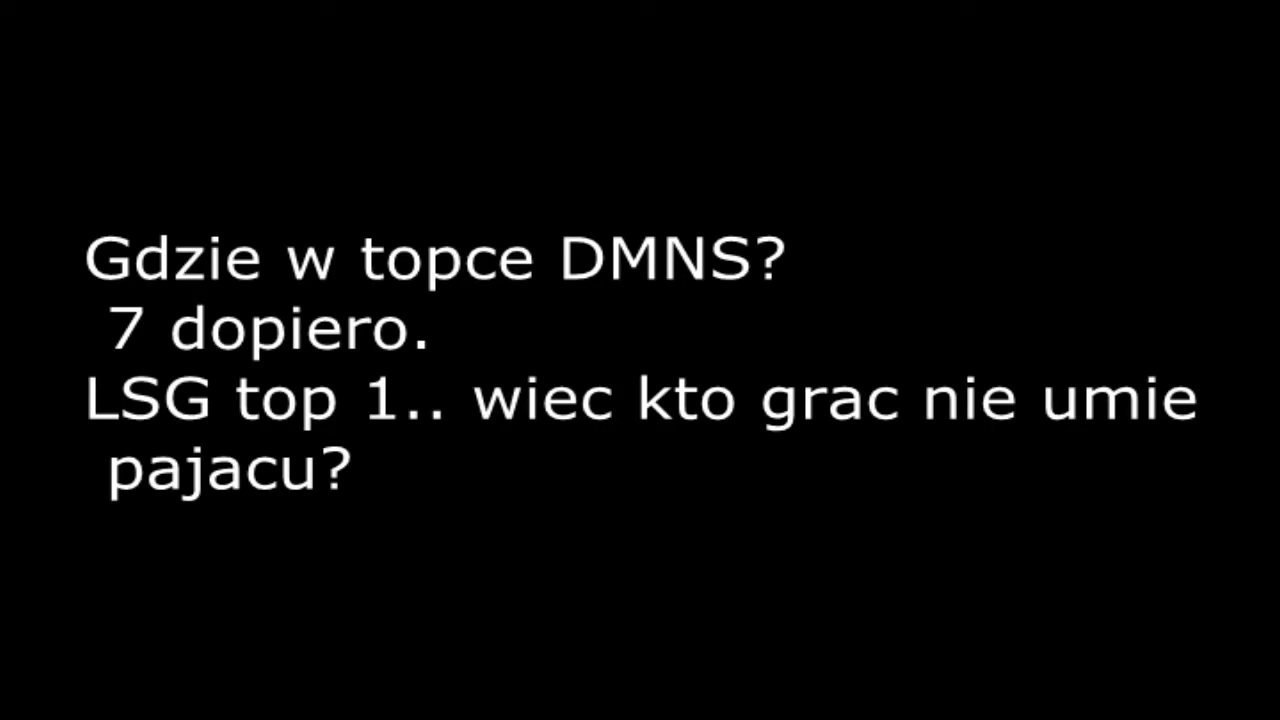 Gdzie w topce DMNS?
7 dopiero.
LSG top 1.. wiec kto grac nie umie
pajacu?